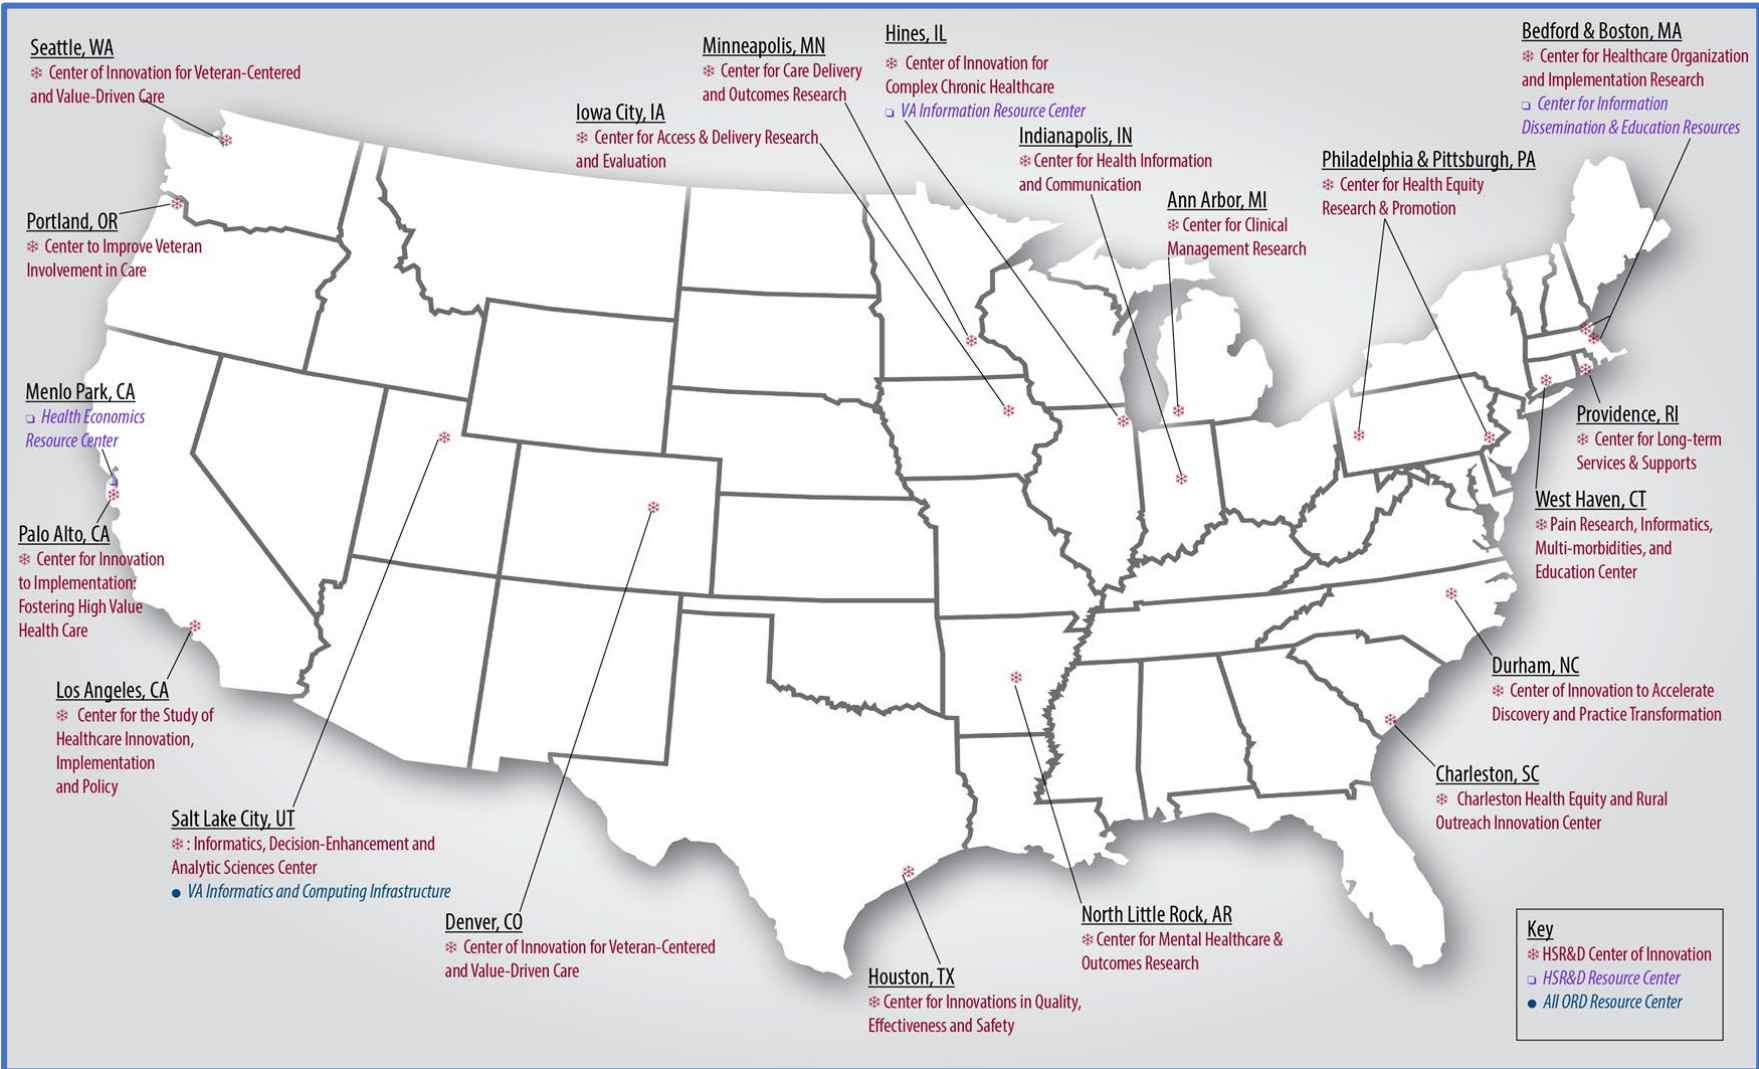 Seattle, WA
❄ Center of Innovation for Veteran-Centered
and Value-Driven Care
Portland, OR
❄ Center to Improve Veteran
Involvement in Care
Menlo Park, CA
❏ Health Economics
Resource Center
Palo Alto, CA
❄ Center for Innovation
to Implementation:
Fostering High Value
Health Care
Los Angeles, CA
❄ Center for the Study of
Healthcare Innovation,
Implementation
and Policy
Salt Lake City, UT
❄ : Informatics, Decision-Enhancement and
Analytic Sciences Center
● VA Informatics and Computing Infrastructure
Denver, CO
❄ Center of Innovation for Veteran-Centered
and Value-Driven Care
Iowa City, IA
❄ Center for Access & Delivery Research
and Evaluation
Minneapolis, MN
❄ Center for Care Delivery
and Outcomes Research
Hines, IL
❄ Center of Innovation for
Complex Chronic Healthcare
❏ VA Information Resource Center
Indianapolis, IN
❄ Center for Health Information
and Communication
Ann Arbor, MI
❄ Center for Clinical
Management Research
Philadelphia & Pittsburgh, PA
❄ Center for Health Equity
Research & Promotion
Bedford & Boston, MA
❄ Center for Healthcare Organization
and Implementation Research
❏ Center for Information
Dissemination & Education Resources
Providence, RI
❄ Center for Long-term
Services & Supports
West Haven, CT
❄ Pain Research, Informatics,
Multi-morbidities, and
Education Center
Durham, NC
❄ Center of Innovation to Accelerate
Discovery and Practice Transformation
Charleston, SC
❄ Charleston Health Equity and Rural
Outreach Innovation Center
North Little Rock, AR
❄ Center for Mental Healthcare &
Outcomes Research
Houston, TX
❄ Center for Innovations in Quality,
Effectiveness and Safety
Key
❄ HSR&D Center of Innovation
❏ HSR&D Resource Center
● All ORD Resource Center